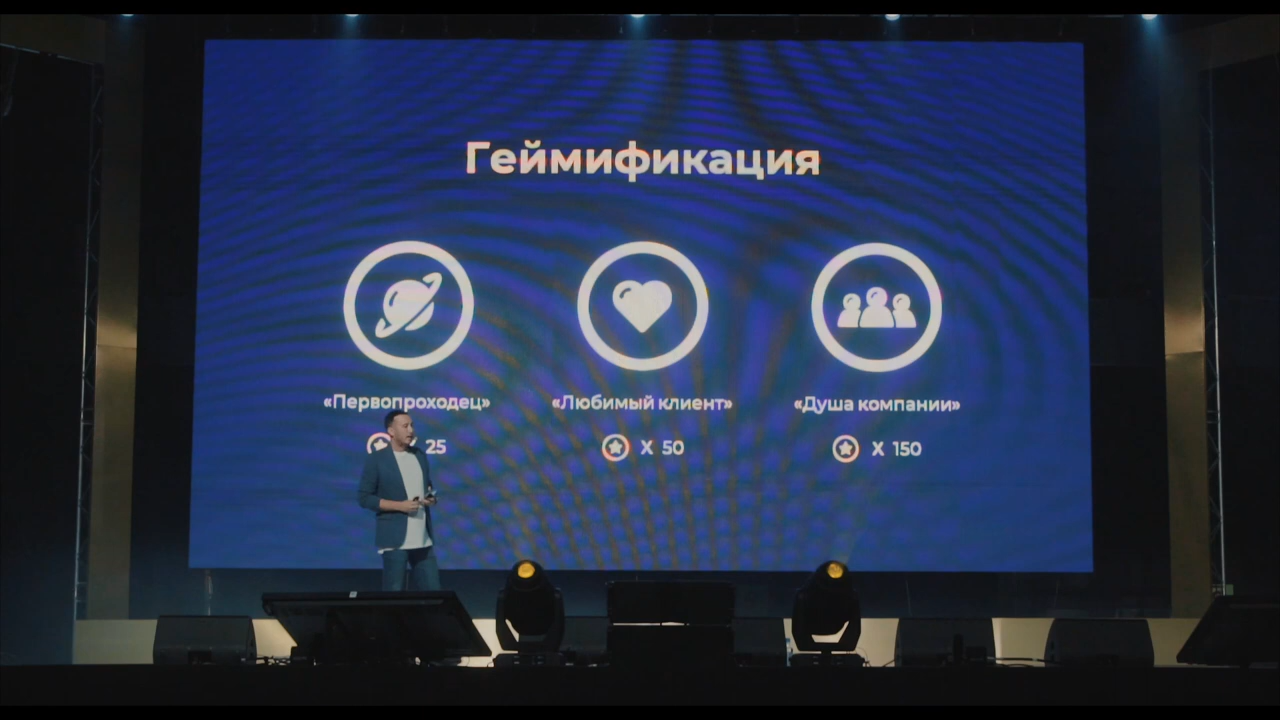 Геймификация
«Первопроходец» «Любимый клиент» «Душа компании»
25 X 50 X 150